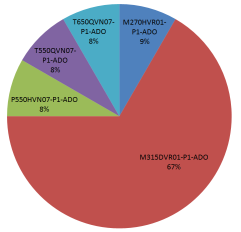 T650QVN07-
P1-ADO
8%
M270HVR01-
P1-ADO
9%
T550QVN07-
P1-ADO
8%
P550HVN07-P1-ADO
8%
M315DVR01-P1-ADO
67%